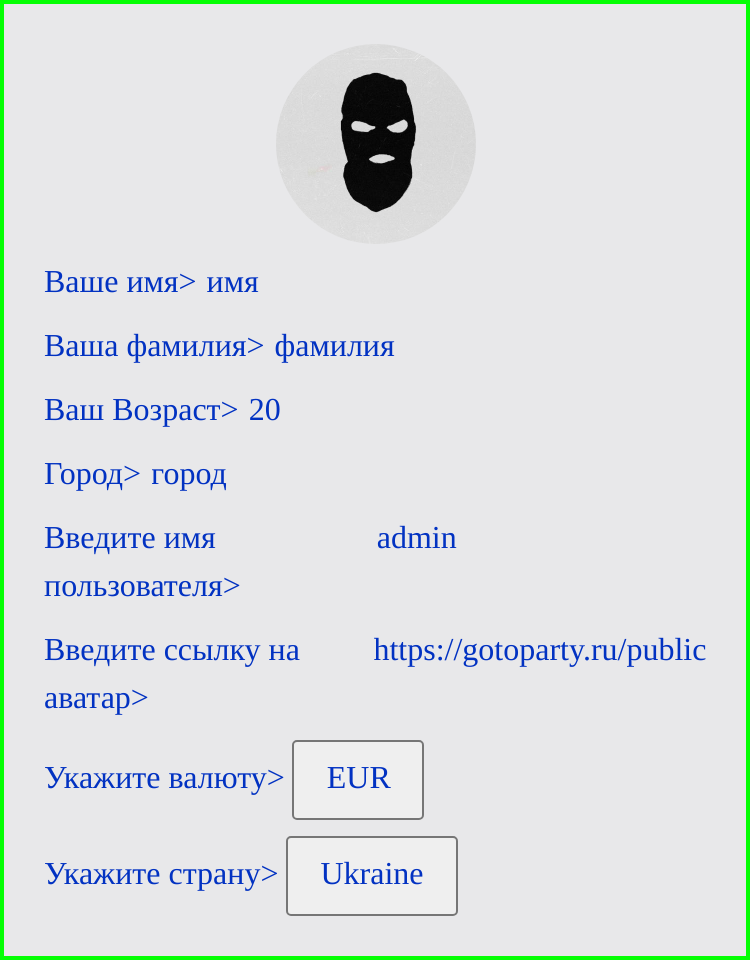 Ваше имя> имя
Ваша фамилия> фамилия
Ваш Возраст> 20
Город> город
Введите имя пользователя> admin
Введите ссылку на аватар> https://gotoparty.ru/public
Укажите валюту> EUR
Укажите страну> Ukraine